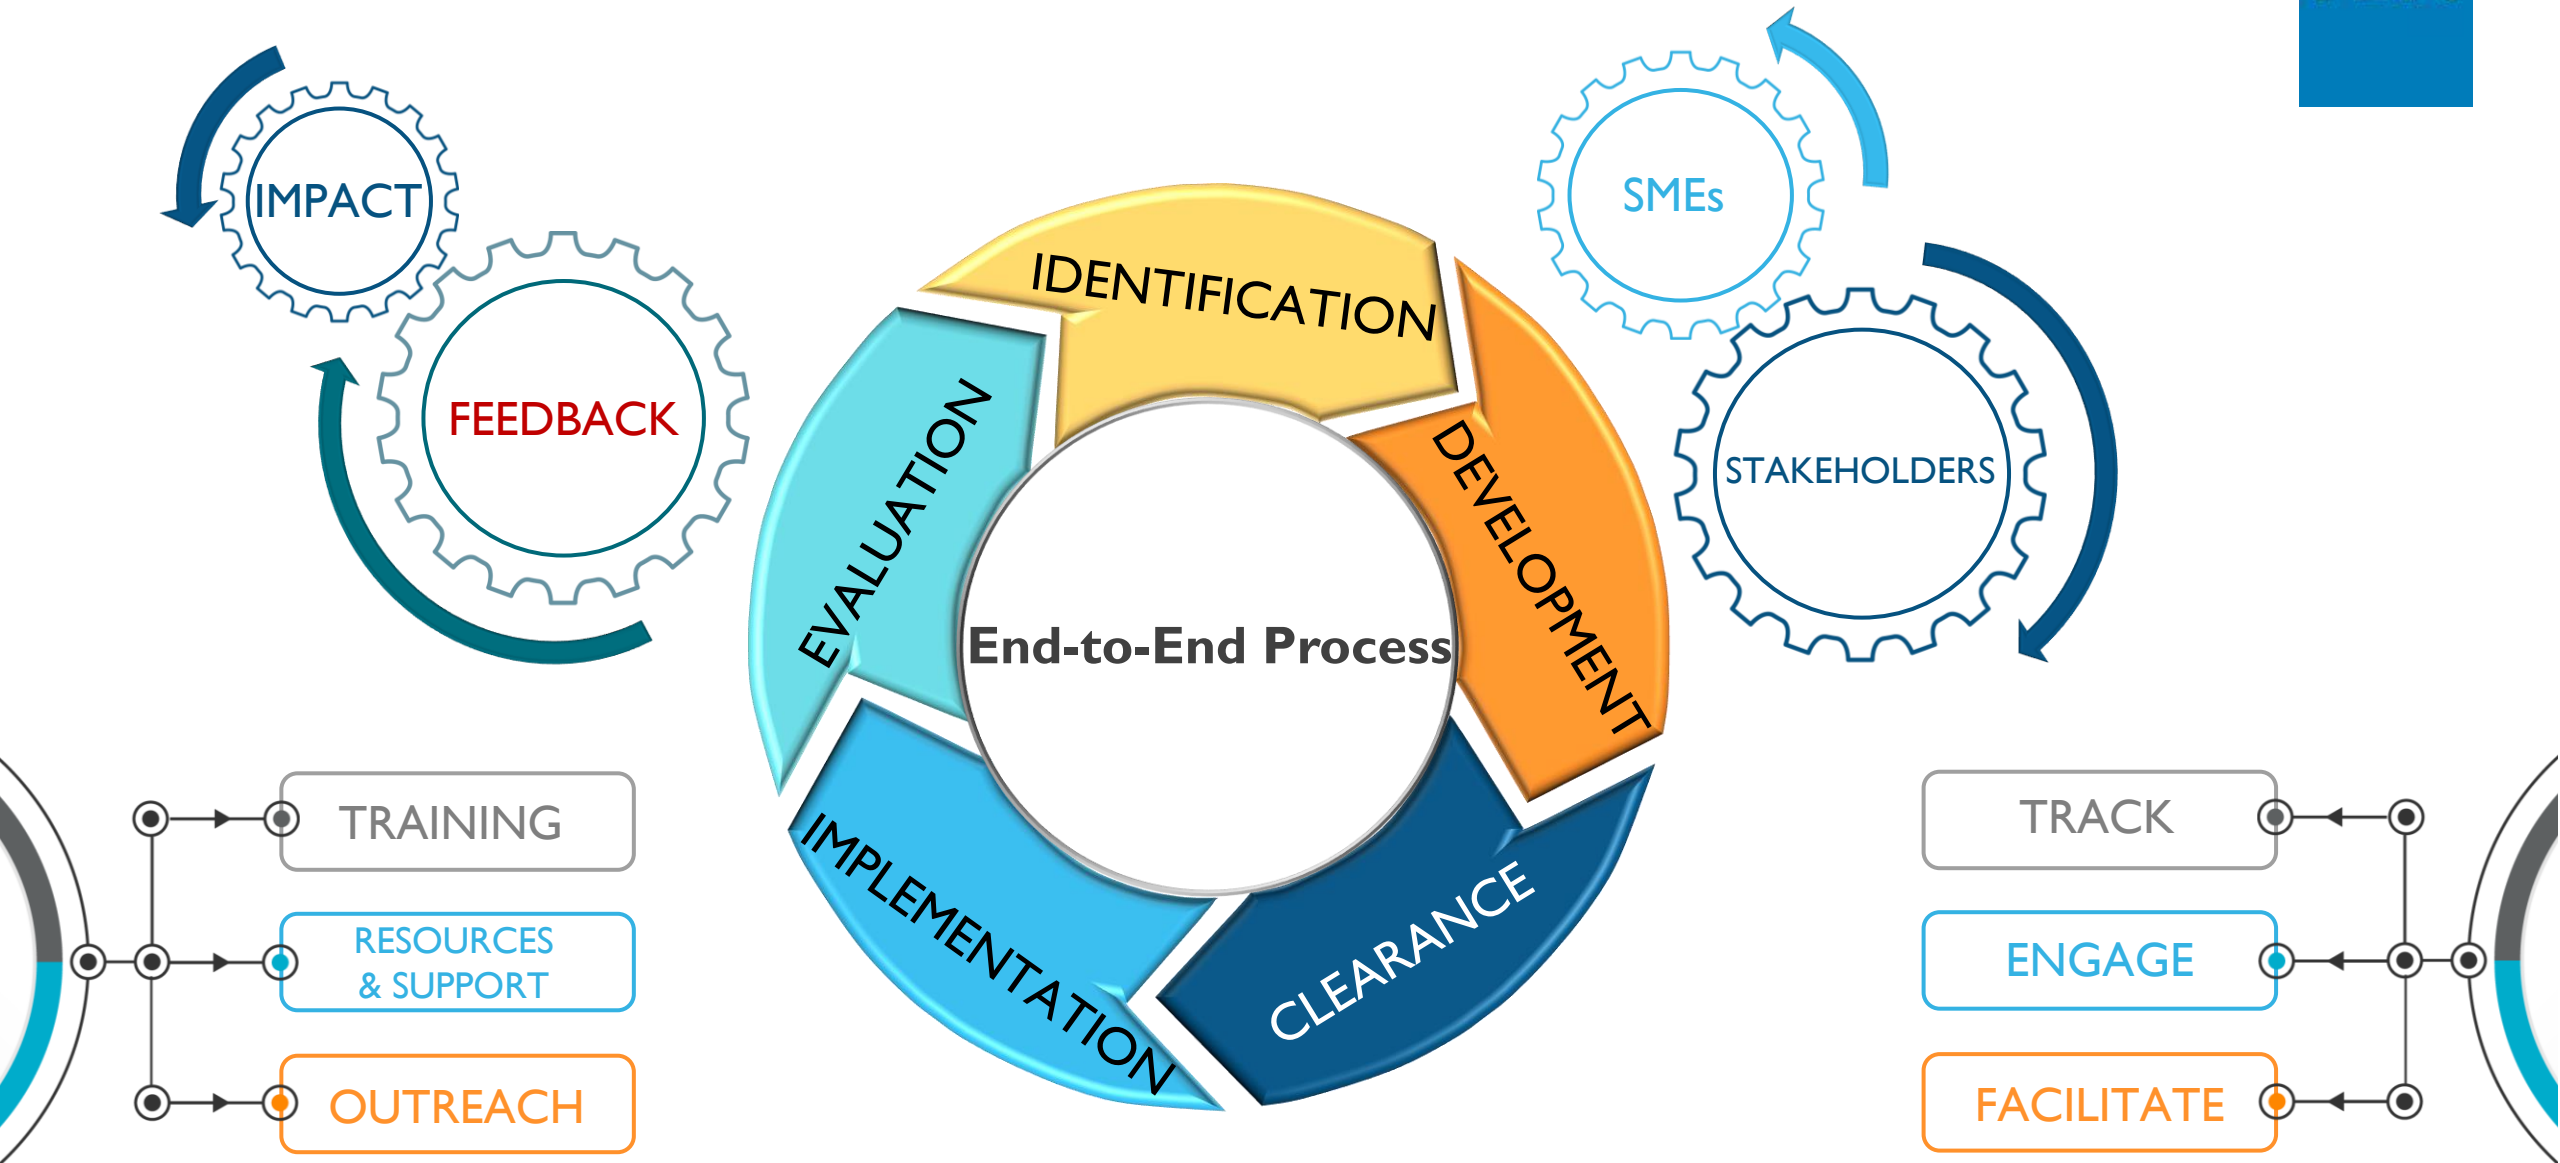 IMPACT
FEEDBACK
SMEs
STAKEHOLDERS
IDENTIFICATION
DEVELOPMENT
CLEARANCE
IMPLEMENTATION
EVALUATION
End-to-End Process
TRAINING
RESOURCES
& SUPPORT
OUTREACH
TRACK
ENGAGE
FACILITATE